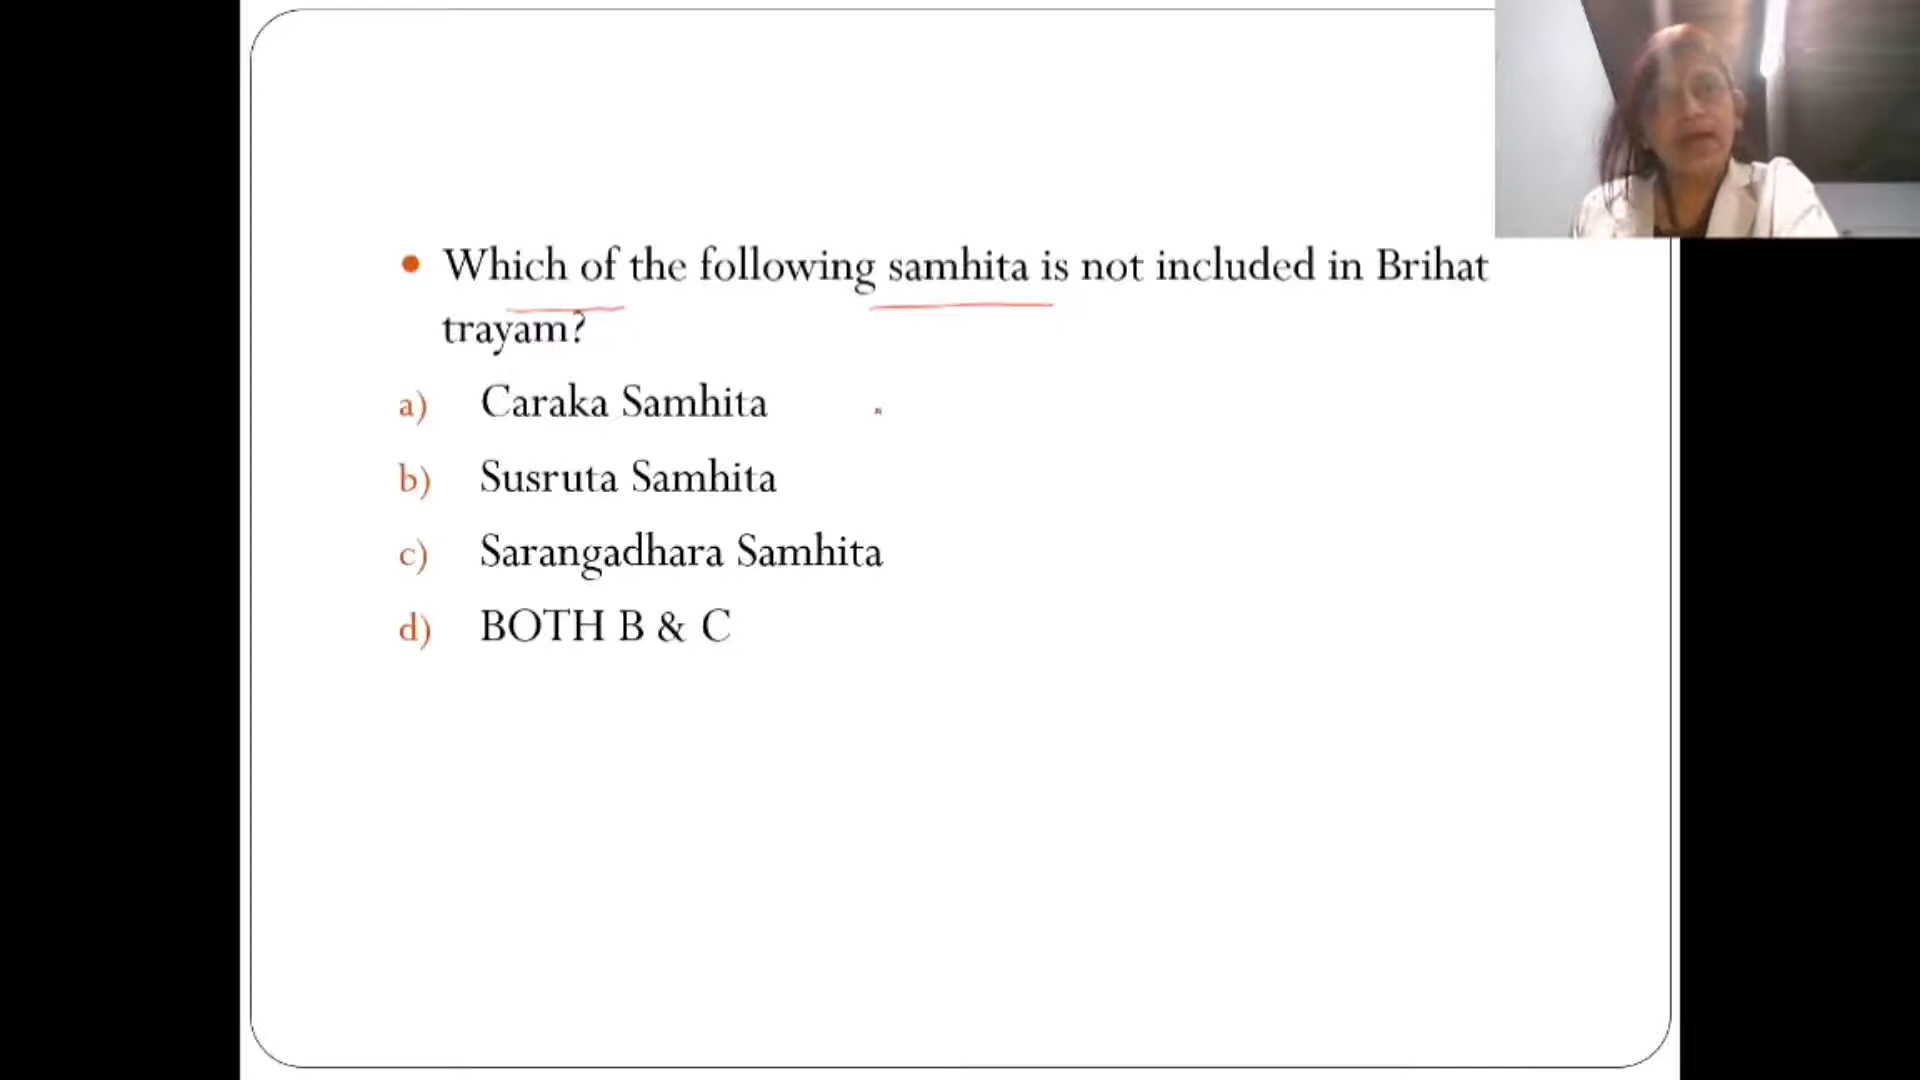 • Which of the following samhita is not included in Brihat
trayam?
a) Caraka Samhita
b) Susruta Samhita
c) Sarangadhara Samhita
d) BOTH B & C